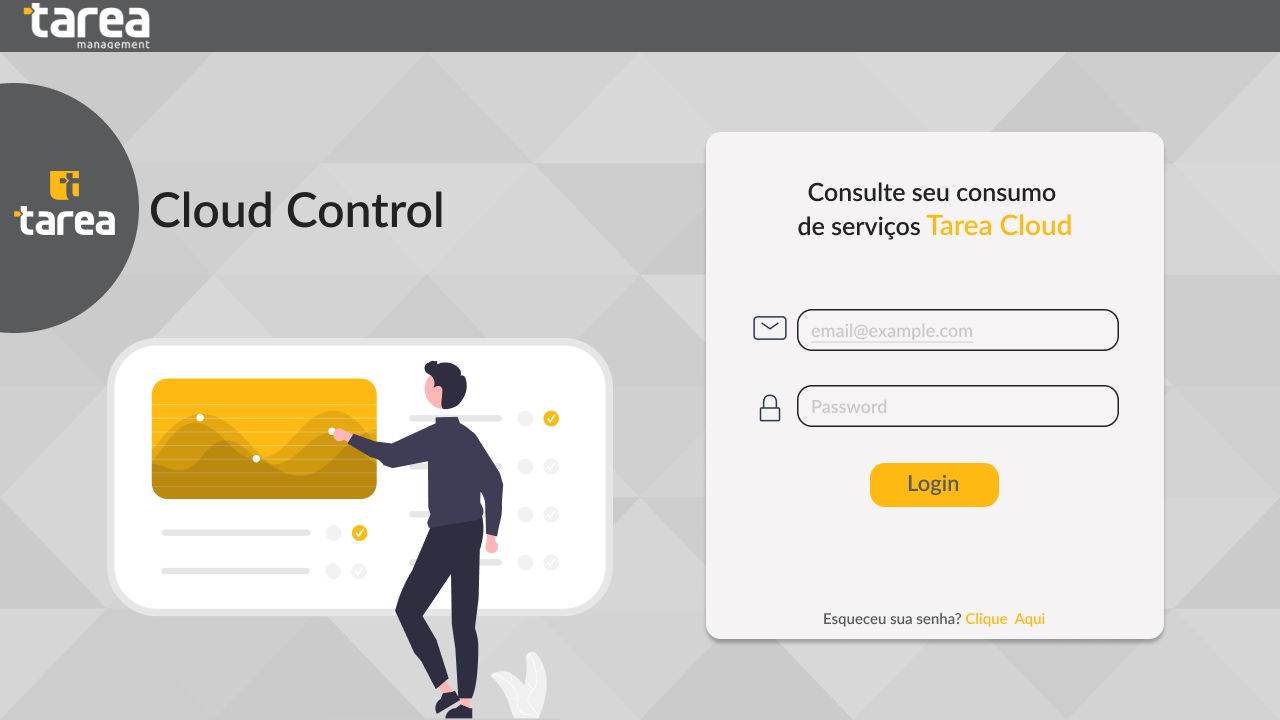 tarea
management
tarea
Cloud Control
Consulte seu consumo
de serviços Tarea Cloud
email@example.com
Password
Login
Esqueceu sua senha? Clique Aqui